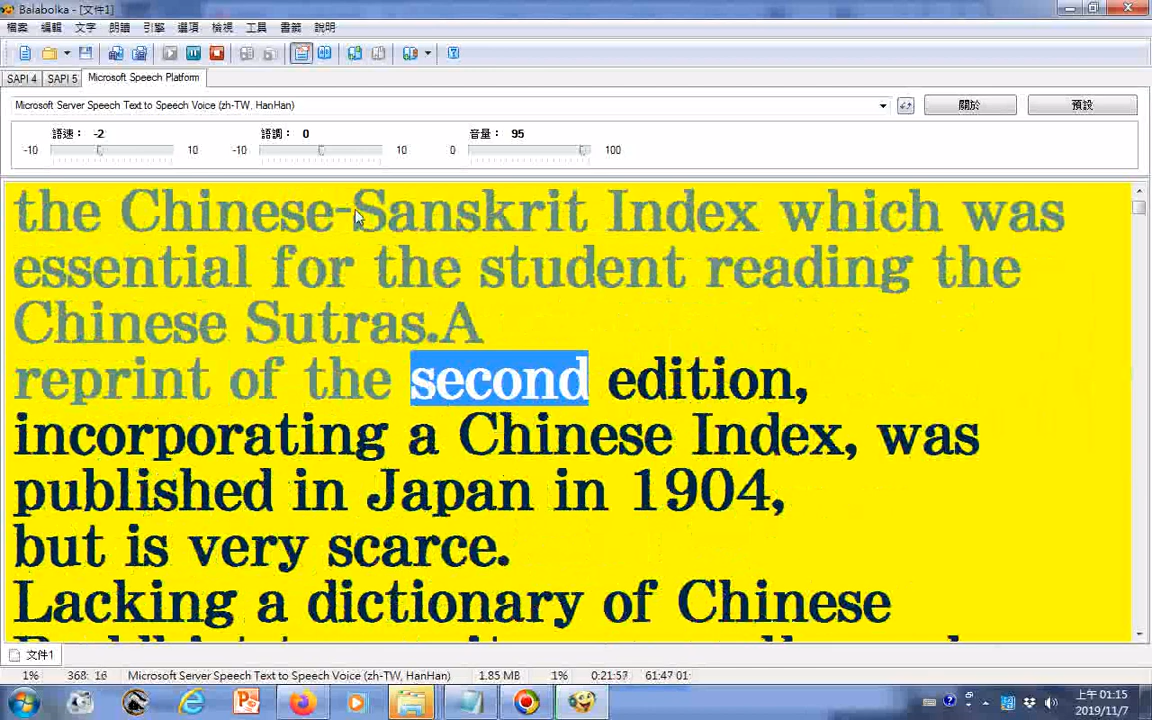 Balabolka - [文件1]
檔案 編輯 文字 朗讀 引擎 選項 檢視 工具 書籤 說明
SAPI 4 SAPI 5 Microsoft Speech Platform
Microsoft Server Speech Text to Speech Voice (zh-TW, HanHan) 關於 預設
語速： -2 語調： 0 音量： 95
-10 10 -10 10 0 100
the Chinese-Sanskrit Index which was
essential for the student reading the
Chinese Sutras.A
reprint of the second edition,
incorporating a Chinese Index, was
published in Japan in 1904,
but is very scarce.
Lacking a dictionary of Chinese
文件1
1% 368: 16 Microsoft Server Speech Text to Speech Voice (zh-TW, HanHan) 1.85 MB 1% 0:21:57 61:47 01:
上午 01:15
2019/11/7